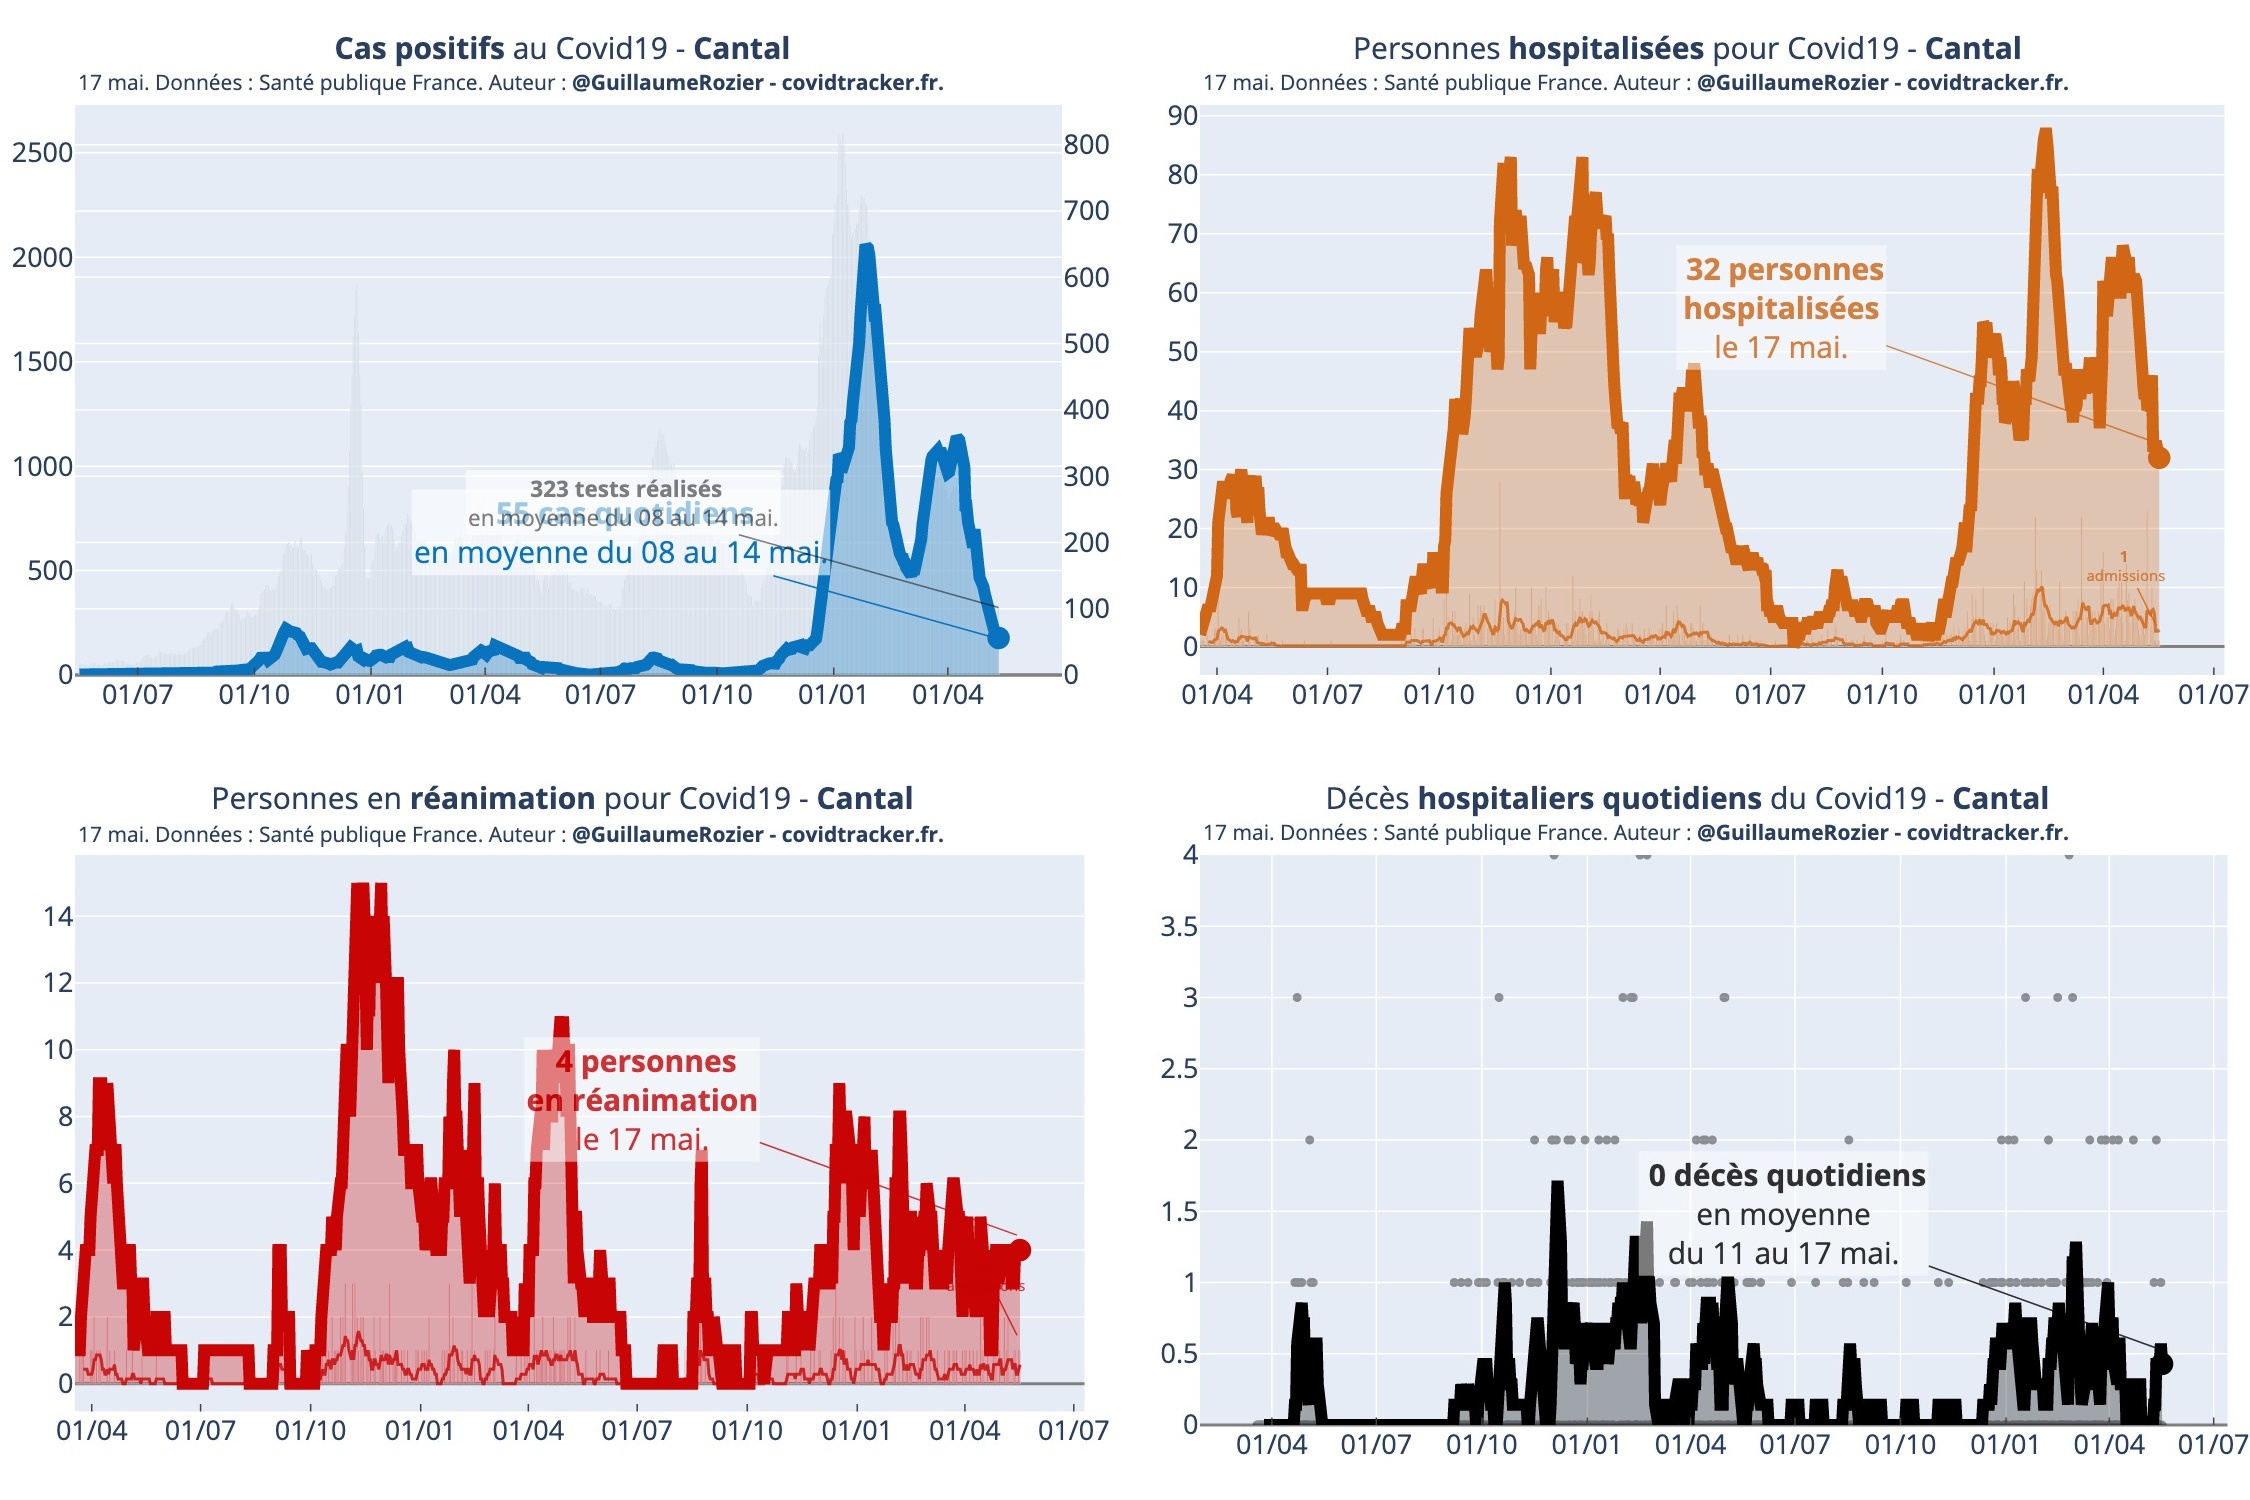 Cas positifs au Covid19 - Cantal
17 mai. Données : Santé publique France. Auteur : @GuillaumeRozier - covidtracker.fr.
2500
2000
1500
1000
500
0
800
700
600
500
400
300
200
100
0
323 tests réalisés
en moyenne du 08 au 14 mai.
55 cas quotidiens
en moyenne du 08 au 14 mai.
01/07 01/10 01/01 01/04 01/07 01/10 01/01 01/04
Personnes hospitalisées pour Covid19 - Cantal
17 mai. Données : Santé publique France. Auteur : @GuillaumeRozier - covidtracker.fr.
90
80
70
60
50
40
30
20
10
0
32 personnes
hospitalisées
le 17 mai.
1
admissions
01/04 01/07 01/10 01/01 01/04 01/07 01/10 01/01 01/04 01/07
Personnes en réanimation pour Covid19 - Cantal
17 mai. Données : Santé publique France. Auteur : @GuillaumeRozier - covidtracker.fr.
14
12
10
8
6
4
2
0
4 personnes
en réanimation
le 17 mai.
01/04 01/07 01/10 01/01 01/04 01/07 01/10 01/01 01/04 01/07
Décès hospitaliers quotidiens du Covid19 - Cantal
17 mai. Données : Santé publique France. Auteur : @GuillaumeRozier - covidtracker.fr.
4
3.5
3
2.5
2
1.5
1
0.5
0
0 décès quotidiens
en moyenne
du 11 au 17 mai.
01/04 01/07 01/10 01/01 01/04 01/07 01/10 01/01 01/04 01/07